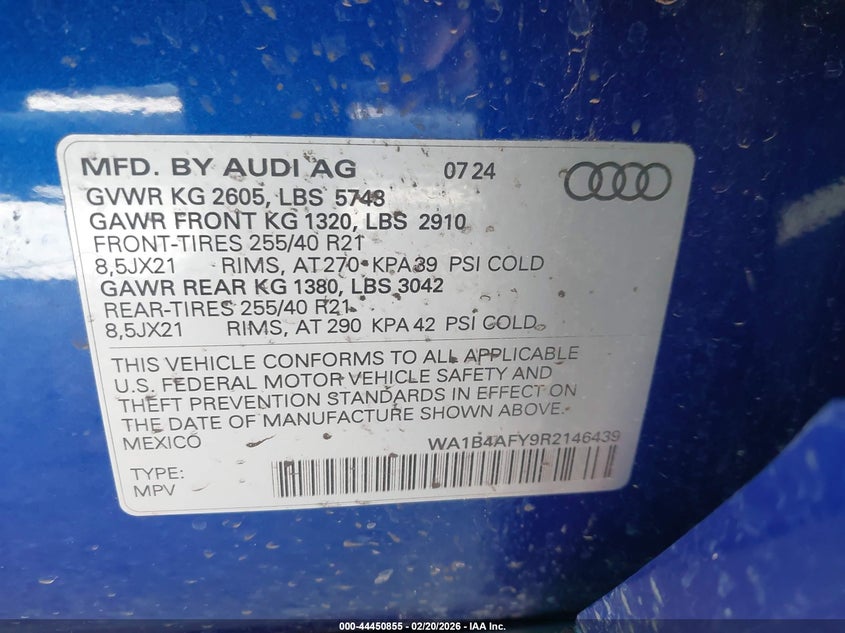 MFD. BY AUDI AG 07 24
GVWR KG 2605, LBS 5743
GAWR FRONT KG 1320, LBS 2910
FRONT-TIRES 255/40 R21
8,5JX21 RIMS, AT 270 KPA 39 PSI COLD
GAWR REAR KG 1380, LBS 3042
REAR-TIRES 255/40 R21
8,5JX21 RIMS, AT 290 KPA 42 PSI COLD
THIS VEHICLE CONFORMS TO ALL APPLICABLE
U.S. FEDERAL MOTOR VEHICLE SAFETY AND
THEFT PREVENTION STANDARDS IN EFFECT ON
THE DATE OF MANUFACTURE SHOWN ABOVE.
MEXICO WA1B4AFY9R2146439
TYPE:
MPV
000-44450855 - 02/20/2026 - IAA Inc.